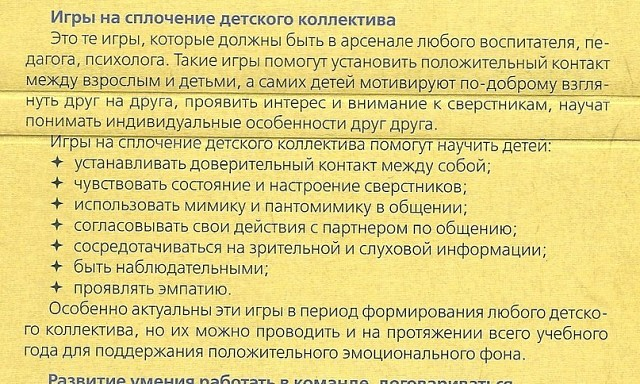 Игры на сплочение детского коллектива
Это те игры, которые должны быть в арсенале любого воспитателя, пе-
дагога, психолога. Такие игры помогут установить положительный контакт
между взрослым и детьми, а самих детей мотивируют по-доброму взгля-
нуть друг на друга, проявить интерес и внимание к сверстникам, научат
понимать индивидуальные особенности друг друга.
Игры на сплочение детского коллектива помогут научить детей:
✦ устанавливать доверительный контакт между собой;
✦ чувствовать состояние и настроение сверстников;
✦ использовать мимику и пантомимику в общении;
✦ согласовывать свои действия с партнером по общению;
✦ сосредотачиваться на зрительной и слуховой информации;
✦ быть наблюдательными;
✦ проявлять эмпатию.
Особенно актуальны эти игры в период формирования любого детско-
го коллектива, но их можно проводить и на протяжении всего учебного
года для поддержания положительного эмоционального фона.
Развитие умения работать в команде, договариваться